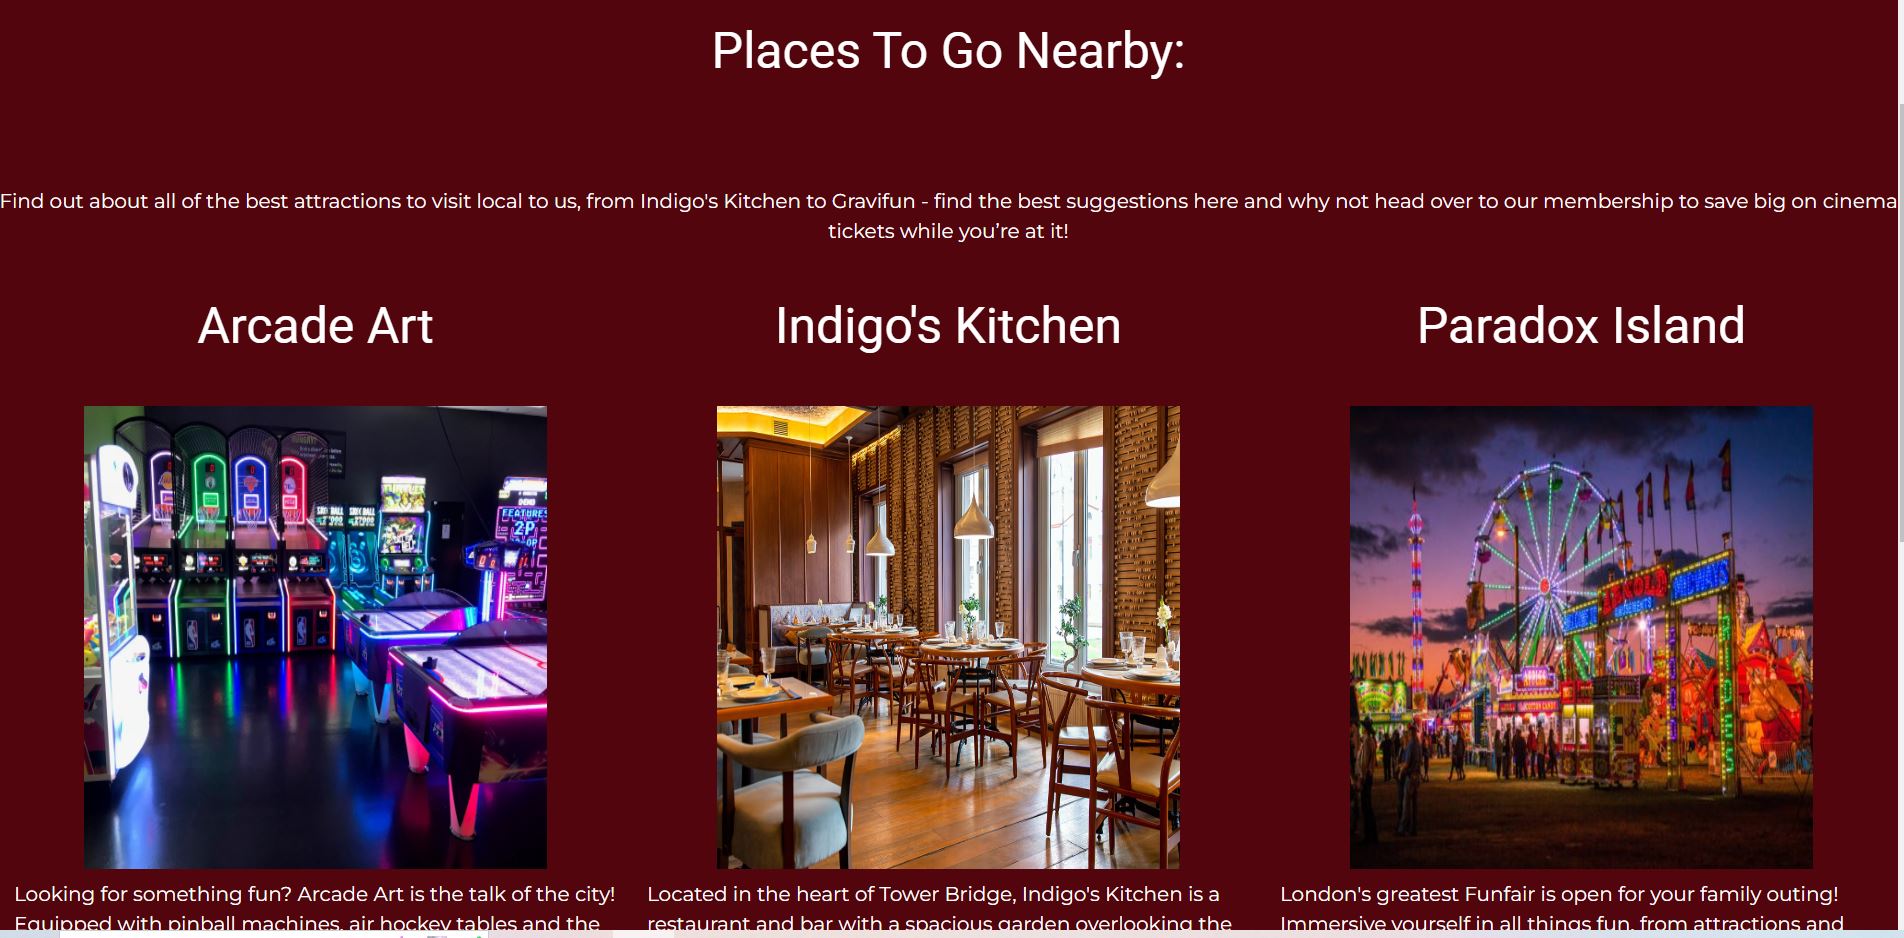 Places To Go Nearby:
Find out about all of the best attractions to visit local to us, from Indigo's Kitchen to Gravifun - find the best suggestions here and why not head over to our membership to save big on cinema
tickets while you’re at it!
Arcade Art
Indigo's Kitchen
Paradox Island
FEATURES
2P
COTTON CANDY
Looking for something fun? Arcade Art is the talk of the city!
Equipped with pinball machines, air hockey tables and the
Located in the heart of Tower Bridge, Indigo's Kitchen is a
restaurant and bar with a spacious garden overlooking the
London's greatest Funfair is open for your family outing!
Immersive yourself in all things fun, from attractions and